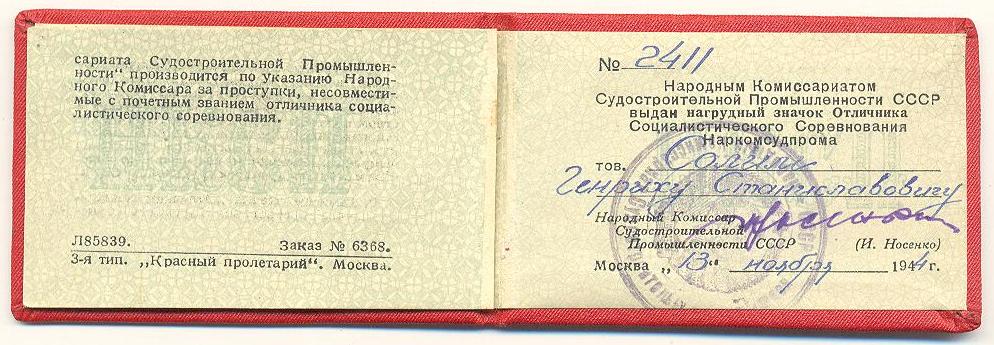 сариата Судостроительной Промышлен-
ности" производится по указанию Народ-
ного Комиссара за проступки, несовмести-
мые с почетным званием отличника социа-
листического соревнования.
Л85839. Заказ № 6368.
3-я тип. „Красный пролетарий". Москва.
№ 2411
Народным Комиссариатом
Судостроительной Промышленности СССР
выдан нагрудный значок Отличника
Социалистического Соревнования
Наркомсудпрома
тов.
Генриху Станиславовичу
Народный Комиссар
Судостроительной
Промышленности СССР (И. Носенко)
Москва „13" ноября 1944г.